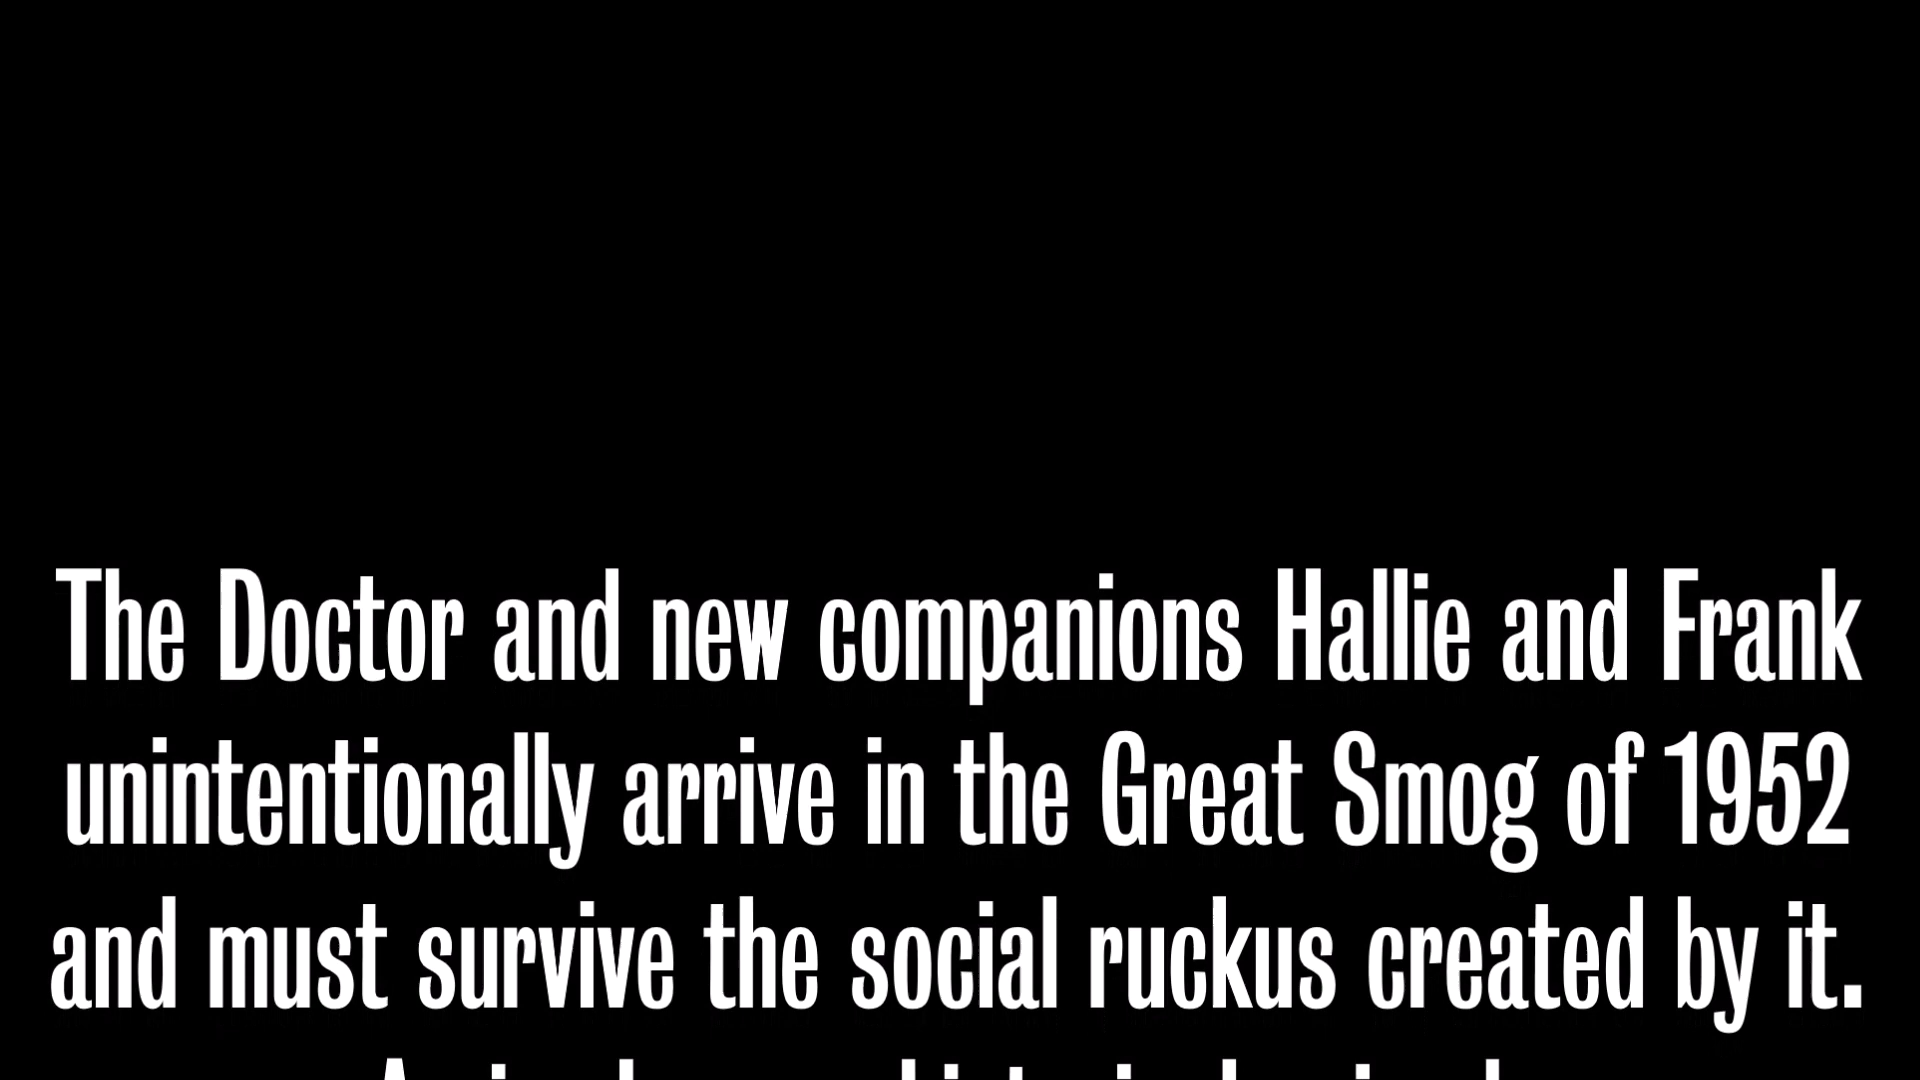 The Doctor and new companions Hallie and Frank
unintentionally arrive in the Great Smog of 1952
and must survive the social ruckus created by it.